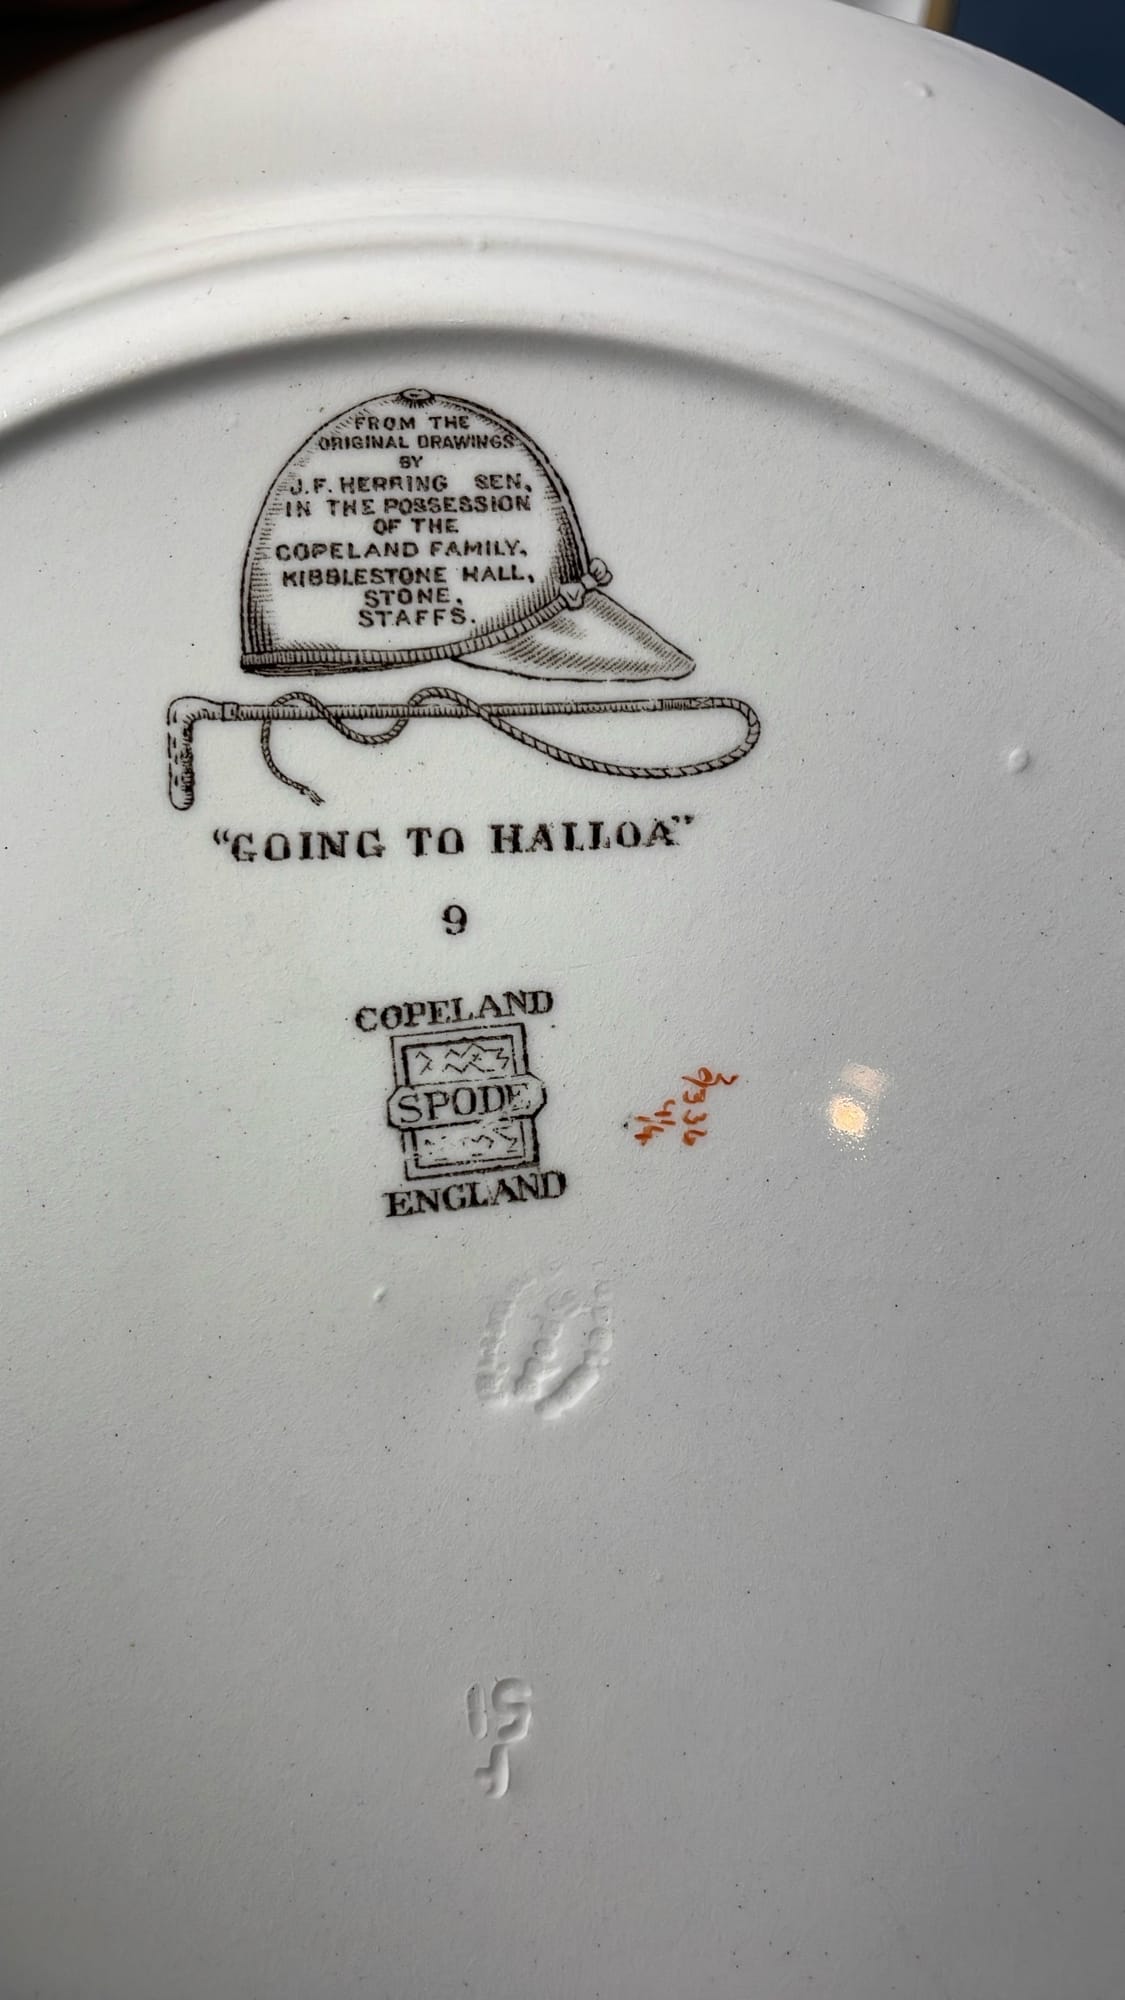 FROM THE
ORIGINAL DRAWINGS
BY
J.F. HERRING SEN,
IN THE POSSESSION
OF THE
COPELAND FAMILY,
KIBBLESTONE HALL,
STONE,
STAFFS.
"GOING TO HALLOA"
9
COPELAND
SPODE
ENGLAND
J
51